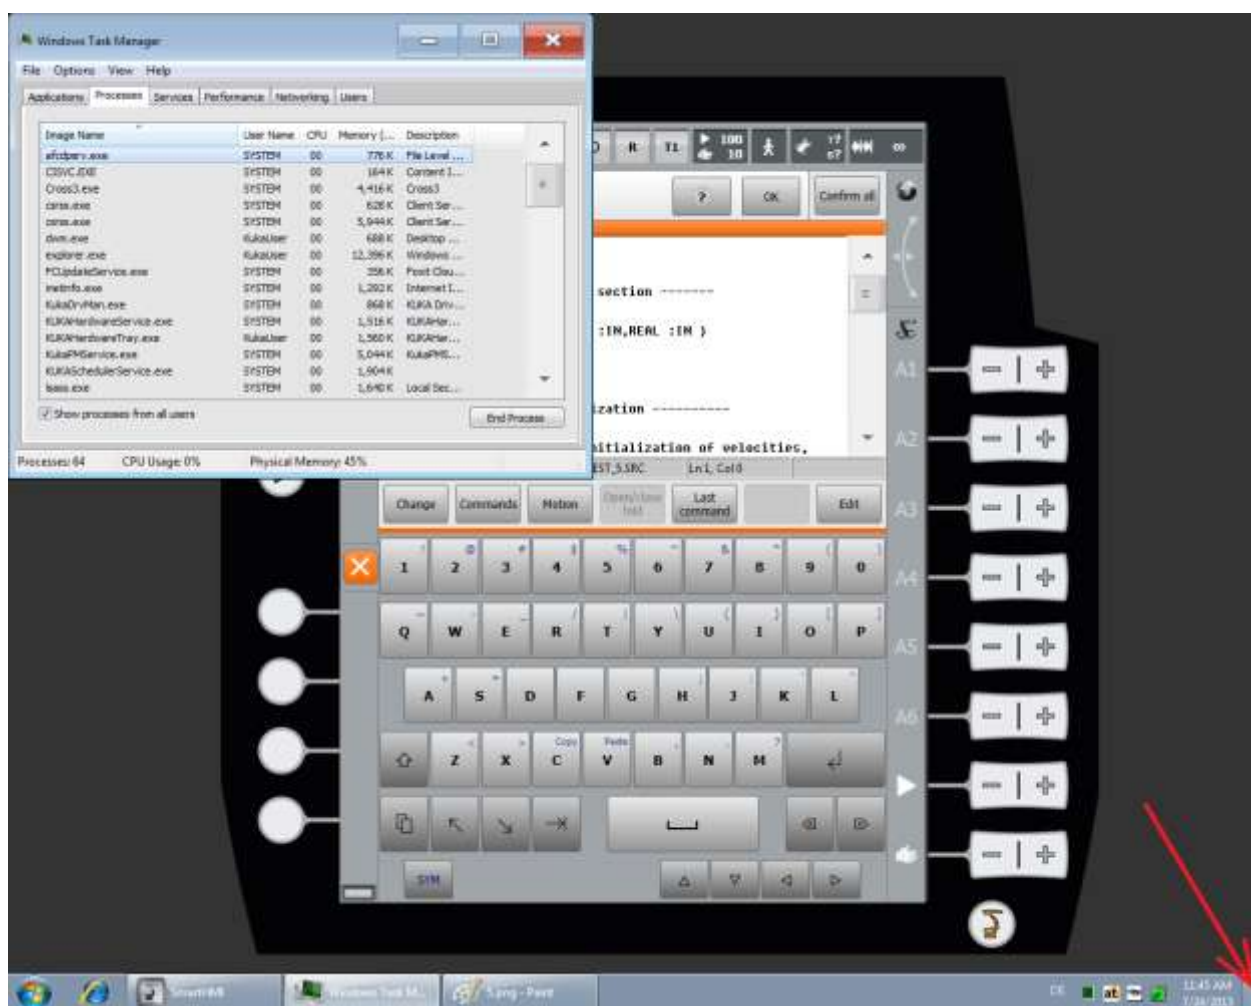 Windows Task Manager
File Options View Help
Applications Processes Services Performance Networking Users
Image Name User Name CPU Memory (... Description
afcdpsrv.exe SYSTEM 00 776 K File Level ...
CISVC.EXE SYSTEM 00 164 K Content I...
Cross3.exe SYSTEM 00 4,416 K Cross3
csrss.exe SYSTEM 00 628 K Client Ser...
csrss.exe SYSTEM 00 5,944 K Client Ser...
dwm.exe KukaUser 00 688 K Desktop ...
explorer.exe KukaUser 00 12,396 K Windows ...
FCUpdateService.exe SYSTEM 00 356 K
inetinfo.exe SYSTEM 00 1,292 K Internet I...
KukaDrvMan.exe SYSTEM 00 868 K KUKA Driv...
KUKAHardwareService.exe SYSTEM 00 1,516 K KUKAHar...
KUKAHardwareTray.exe KukaUser 00 1,560 K KUKAHar...
KukaPMService.exe SYSTEM 00 5,044 K KukaPMS...
KUKASchedulerService.exe SYSTEM 00 1,904 K
lsass.exe SYSTEM 00 1,640 K Local Sec...
Show processes from all users End Process
Processes: 64 CPU Usage: 0% Physical Memory: 45%
R T1 100
10
? OK Confirm all
section -------
:IN,REAL :IN )
ization ----------
nitialization of velocities,
EST_5.SRC Ln 1, Col 0
Change Commands Motion Last command Edit
1 2 3 4 5 6 7 8 9 0
Q W E R T Y U I O P
A S D F G H J K L
Copy Paste
Z X C V B N M
SYM
A1
A2
A3
A4
A5
A6
SmartHMI Windows Task M... 5.png - Paint
DE 11:45 AM